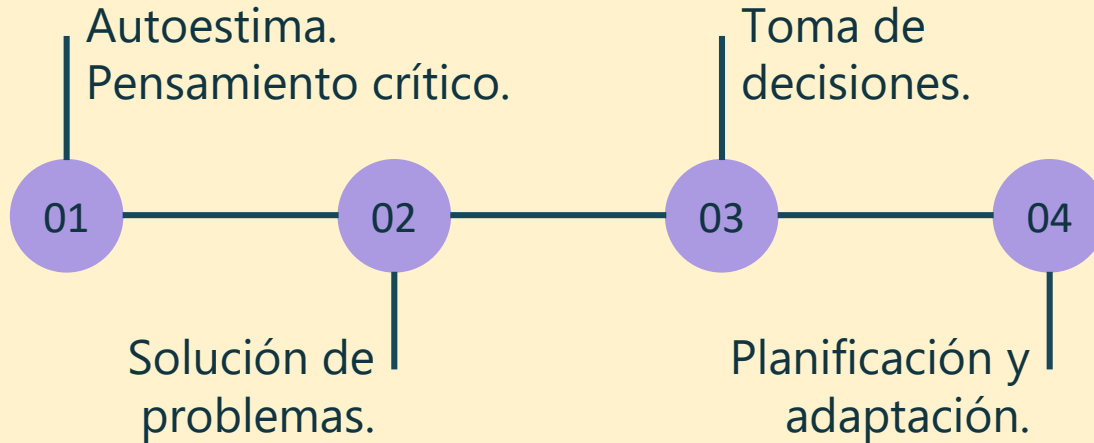 Autoestima.
Pensamiento crítico.
Toma de
decisiones.
01
02
03
04
Solución de
problemas.
Planificación y
adaptación.